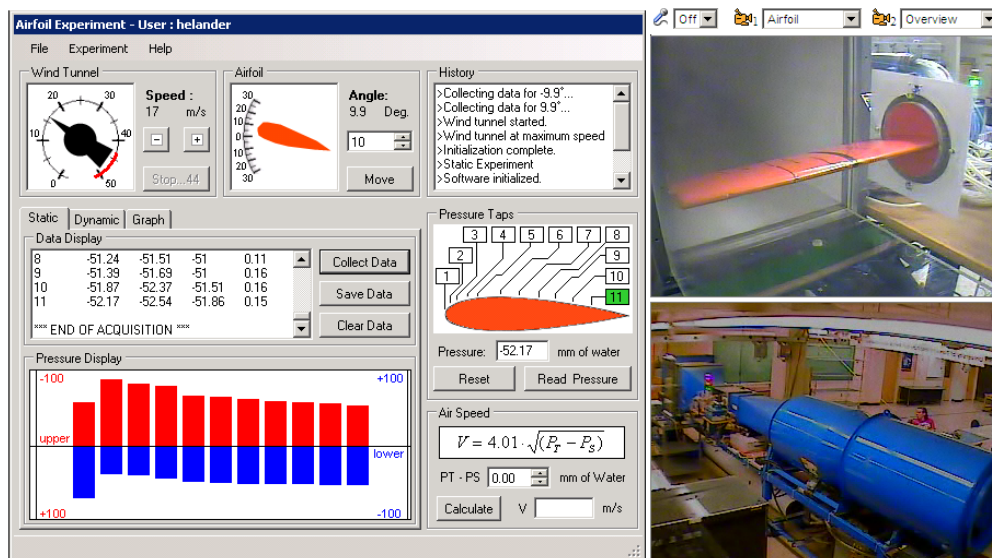 Airfoil Experiment - User : helander
Off
1
Airfoil
2
Overview
File Experiment Help
Wind Tunnel
0 10 20 30 40 50
Speed :
17 m/s
- +
Stop...44
Airfoil
30 20 10 0 10 20 30
Angle:
9.9 Deg.
10
Move
History
>Collecting data for -9.9°...
>Collecting data for 9.9°...
>Wind tunnel started.
>Wind tunnel at maximum speed
>Initialization complete.
>Static Experiment
>Software initialized.
Static Dynamic Graph
Data Display
8 -51.24 -51.51 -51 0.11
9 -51.39 -51.69 -51 0.16
10 -51.87 -52.37 -51.51 0.16
11 -52.17 -52.54 -51.86 0.15
*** END OF ACQUISITION ***
Collect Data
Save Data
Clear Data
Pressure Taps
1 2 3 4 5 6 7 8
9
10
11
Pressure: -52.17 mm of water
Reset Read Pressure
Pressure Display
-100 +100
upper lower
+100 -100
Air Speed
V = 4.01 · √(P_T − P_S)
PT - PS 0.00 mm of Water
Calculate V m/s